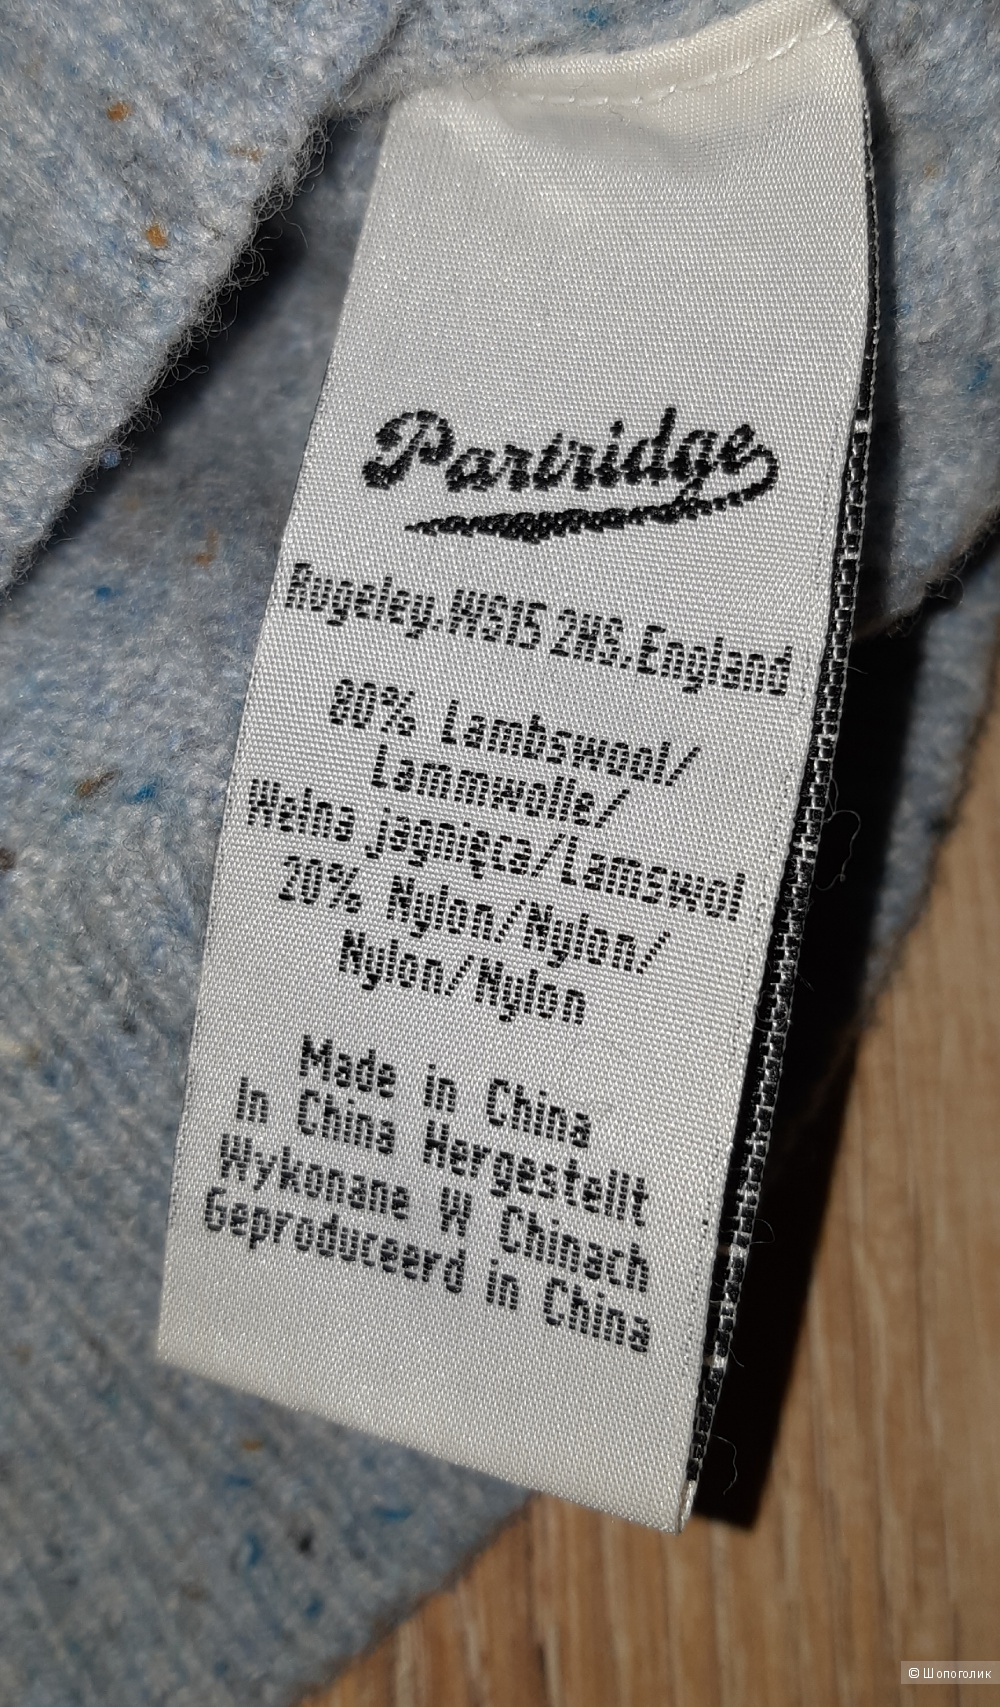 Partridge
Rugeley.WS15 2HS.England
80% Lambswool/
Lammwolle/
Wełna jagnięca/Lamswol
20% Nylon/Nylon/
Nylon/Nylon
Made in China
In China Hergestellt
Wykonane W Chinach
Geproduceerd in China
© Шопоголик